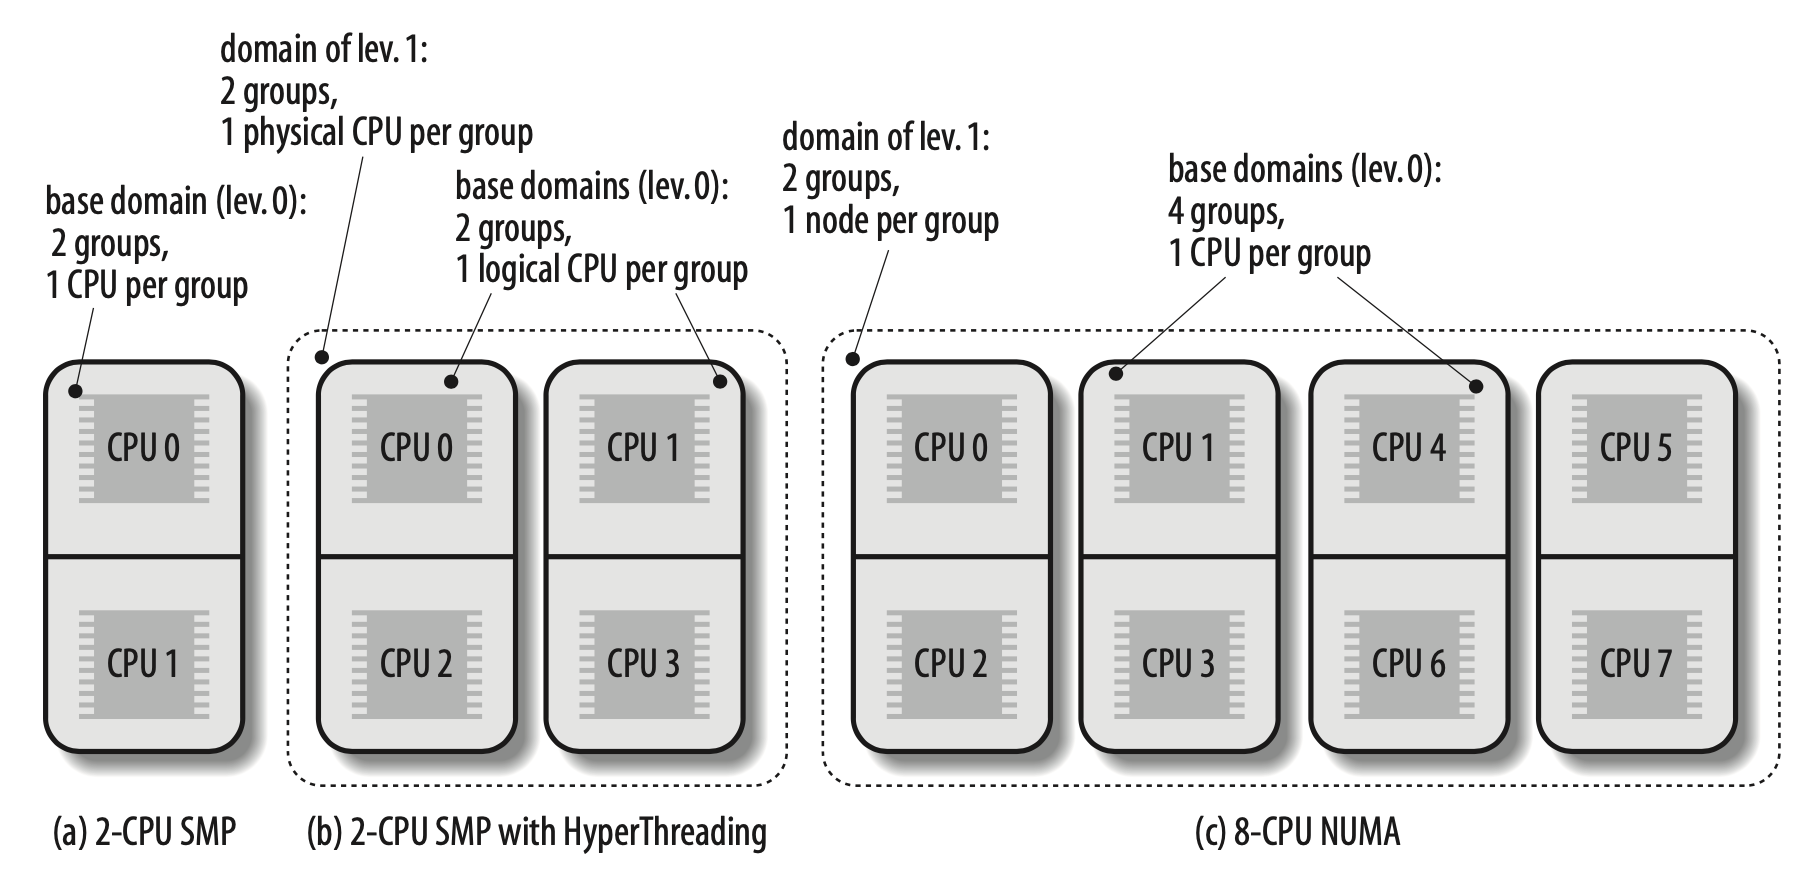 domain of lev. 1:
2 groups,
1 physical CPU per group
base domain (lev. 0):
2 groups,
1 CPU per group
base domains (lev. 0):
2 groups,
1 logical CPU per group
domain of lev. 1:
2 groups,
1 node per group
base domains (lev. 0):
4 groups,
1 CPU per group
CPU 0
CPU 1
CPU 0
CPU 1
CPU 2
CPU 3
CPU 0
CPU 1
CPU 4
CPU 5
CPU 2
CPU 3
CPU 6
CPU 7
(a) 2-CPU SMP
(b) 2-CPU SMP with HyperThreading
(c) 8-CPU NUMA